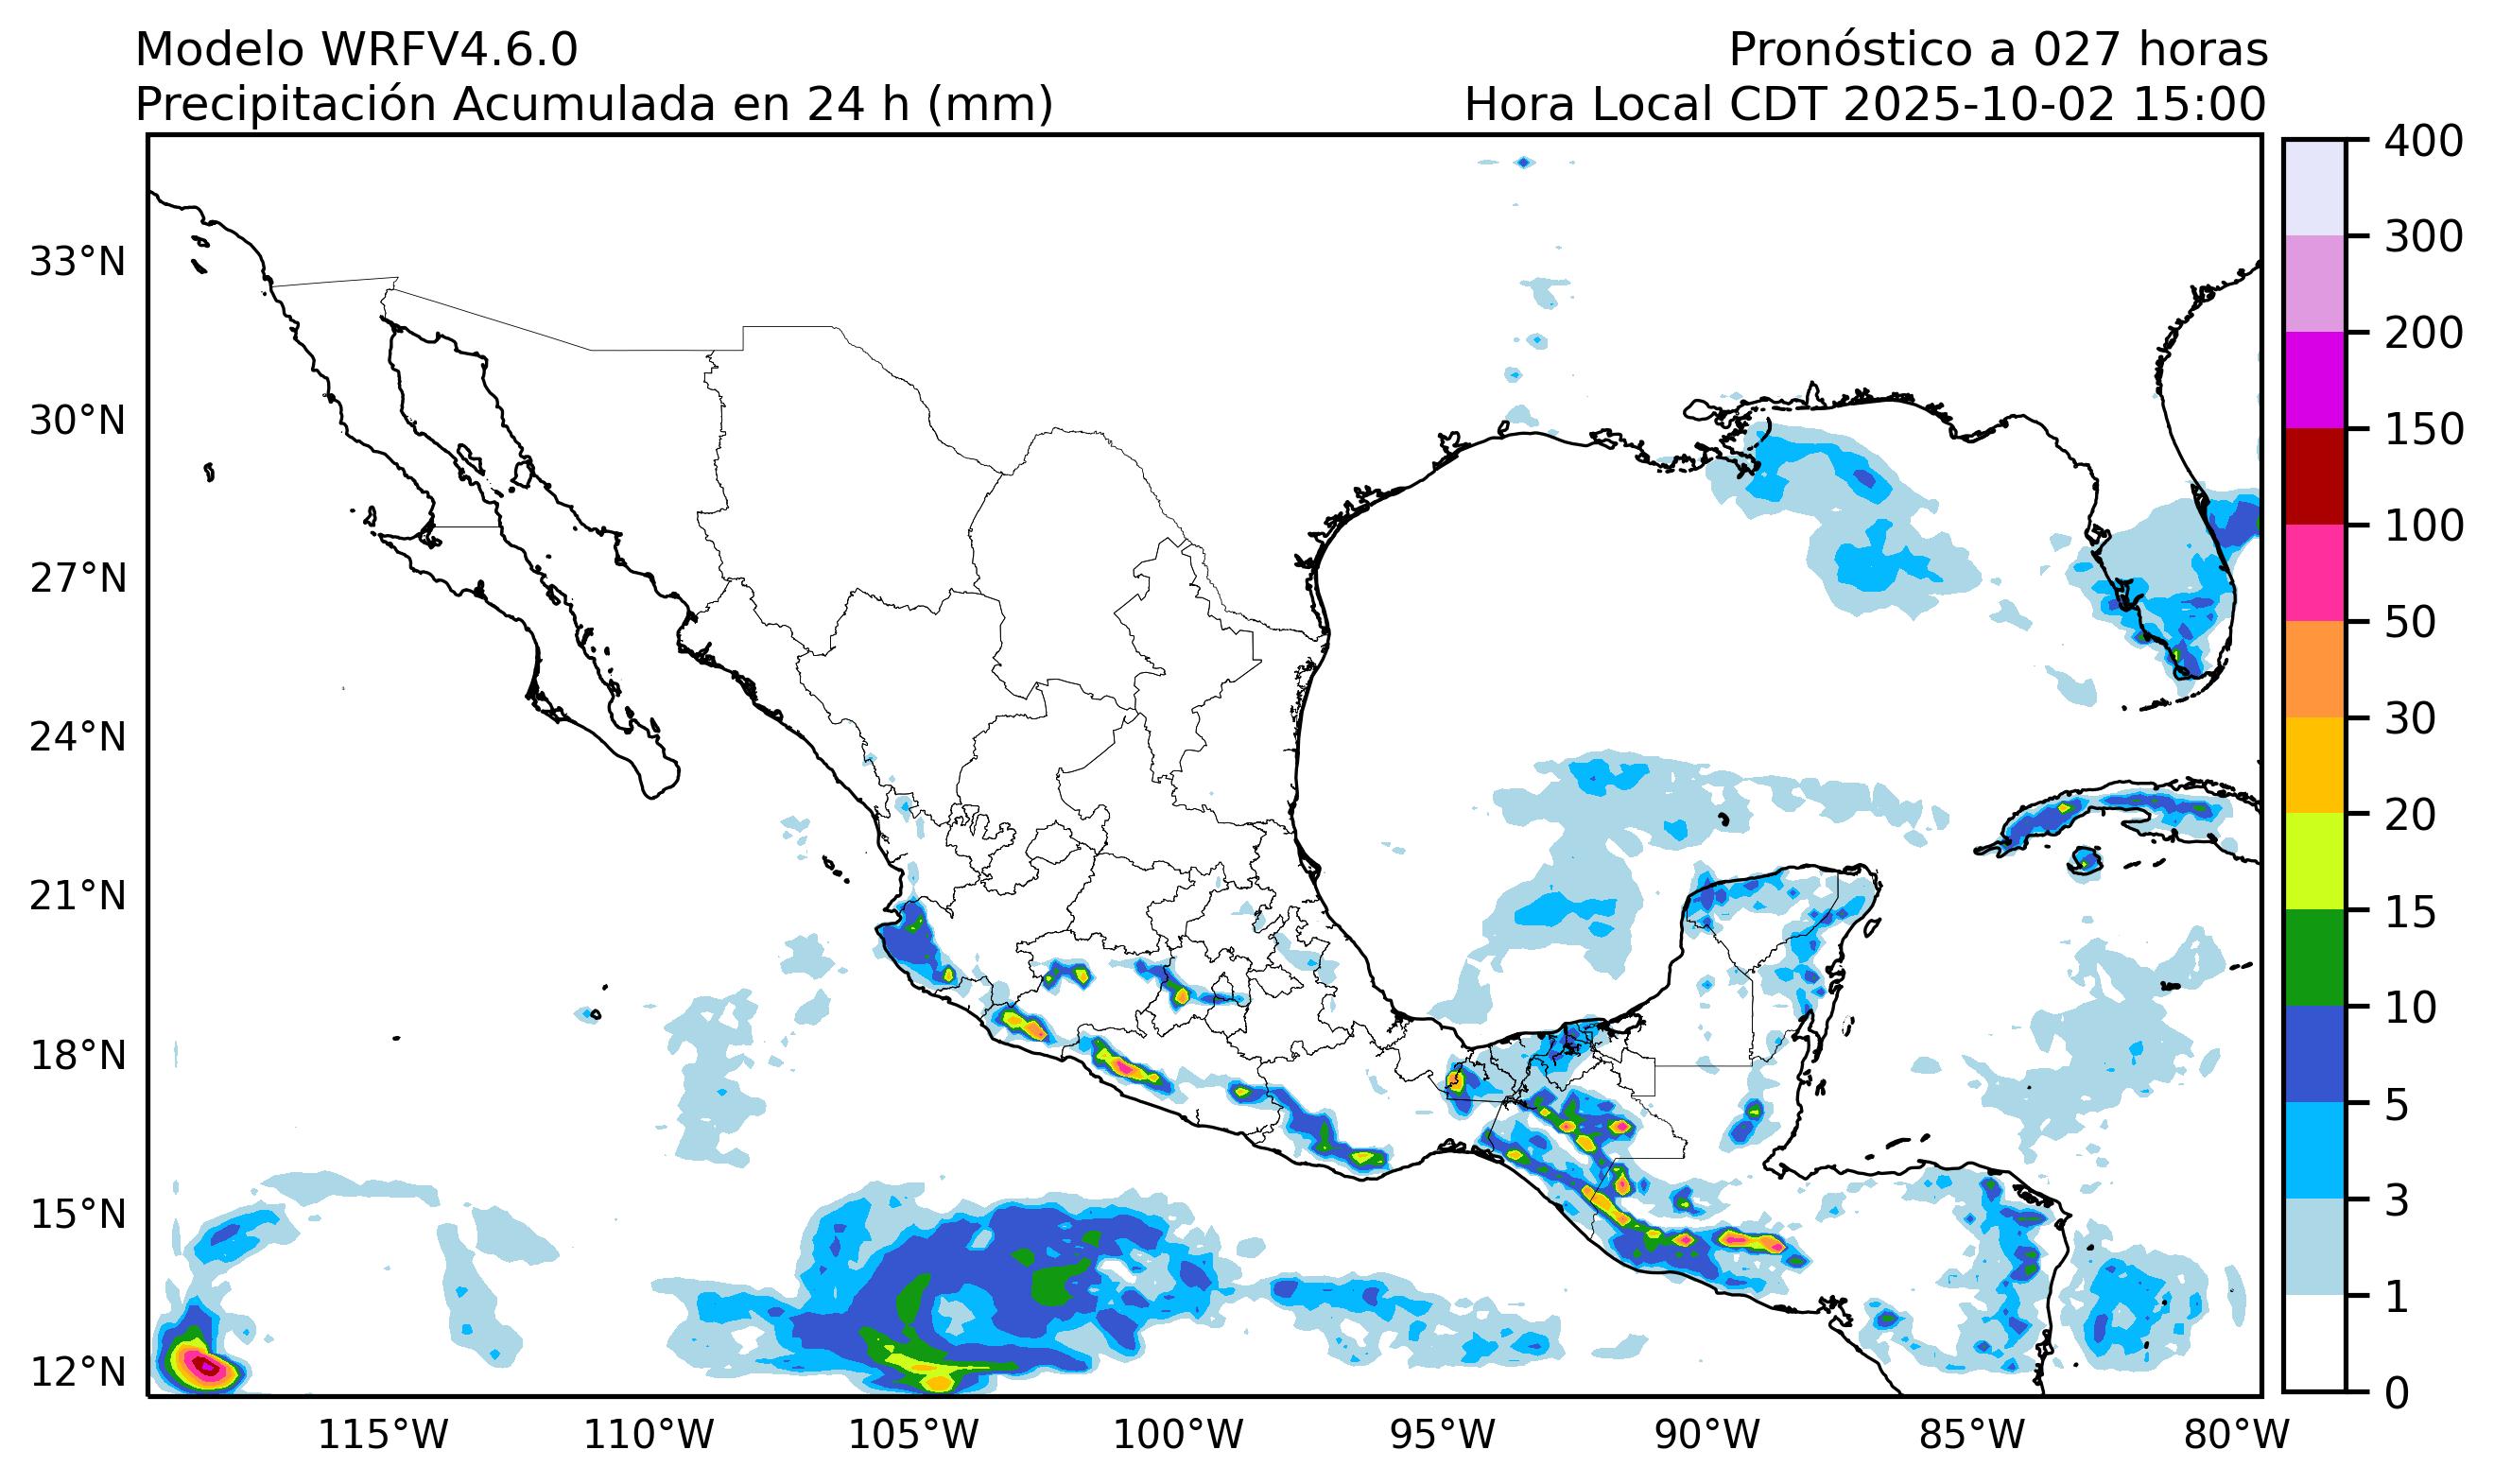 Modelo WRFV4.6.0
Pronóstico a 027 horas
Precipitación Acumulada en 24 h (mm)
Hora Local CDT 2025-10-02 15:00
400
300
200
150
100
50
30
20
15
10
5
3
1
0
33°N
30°N
27°N
24°N
21°N
18°N
15°N
12°N
115°W
110°W
105°W
100°W
95°W
90°W
85°W
80°W